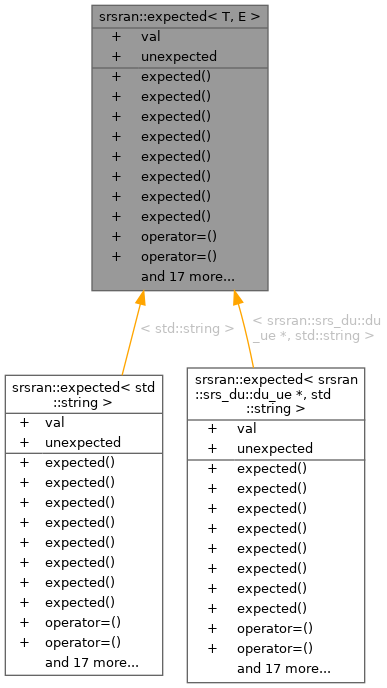 srsran::expected< T, E >
+ val
+ unexpected
+ expected()
+ expected()
+ expected()
+ expected()
+ expected()
+ expected()
+ expected()
+ expected()
+ operator=()
+ operator=()
and 17 more...
< std::string >
< srsran::srs_du::du
_ue *, std::string >
srsran::expected< std
::string >
+ val
+ unexpected
+ expected()
+ expected()
+ expected()
+ expected()
+ expected()
+ expected()
+ expected()
+ expected()
+ operator=()
+ operator=()
and 17 more...
srsran::expected< srsran
::srs_du::du_ue *, std
::string >
+ val
+ unexpected
+ expected()
+ expected()
+ expected()
+ expected()
+ expected()
+ expected()
+ expected()
+ expected()
+ operator=()
+ operator=()
and 17 more...